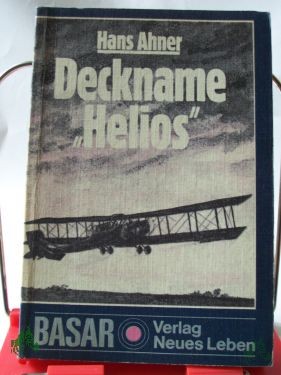 Hans Ahner
Deckname
„Helios"
BASAR
Verlag
Neues Leben